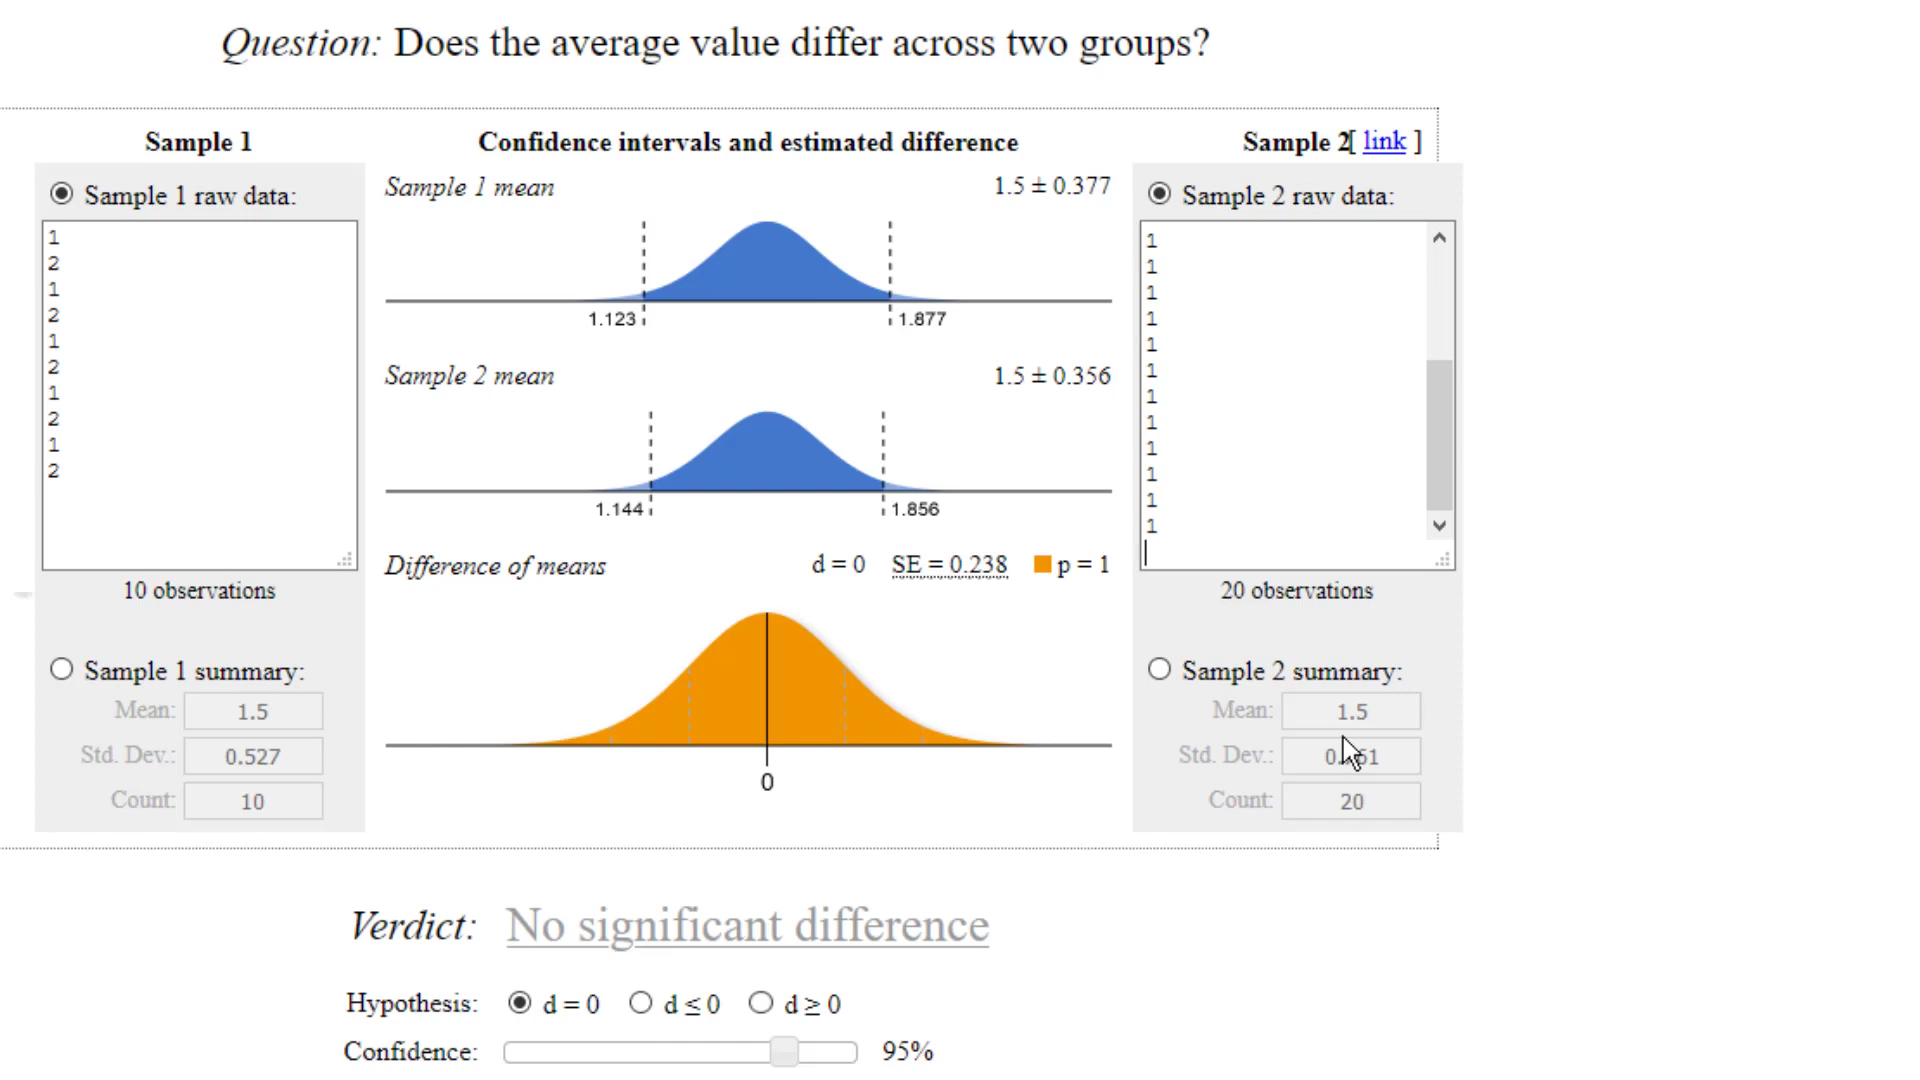 Question: Does the average value differ across two groups?
Sample 1
Confidence intervals and estimated difference
Sample 2[ link ]
Sample 1 raw data:
1
2
1
2
1
2
1
2
1
2
10 observations
Sample 1 summary:
Mean: 1.5
Std. Dev.: 0.527
Count: 10
Sample 1 mean
1.5 ± 0.377
1.123
1.877
Sample 2 mean
1.5 ± 0.356
1.144
1.856
Difference of means
d = 0 SE = 0.238 p = 1
0
Sample 2 raw data:
1
1
1
1
1
1
1
1
1
1
1
1
20 observations
Sample 2 summary:
Mean: 1.5
Std. Dev.:
Count: 20
Verdict: No significant difference
Hypothesis: d = 0 d ≤ 0 d ≥ 0
Confidence: 95%